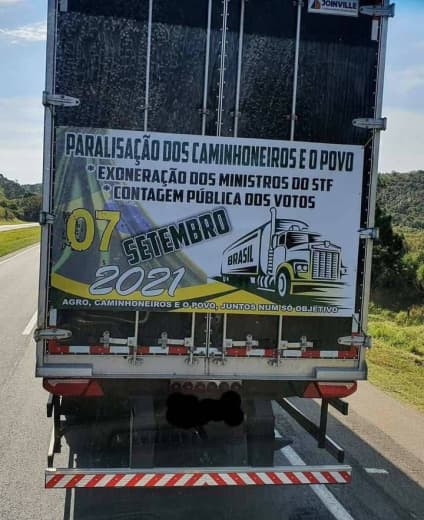 JOINVILLE
PARALISAÇÃO DOS CAMINHONEIROS E O POVO
* EXONERAÇÃO DOS MINISTROS DO STF
* CONTAGEM PÚBLICA DOS VOTOS
07
SETEMBRO
2021
BRASIL
AGRO, CAMINHONEIROS E O POVO, JUNTOS NUM SÓ OBJETIVO